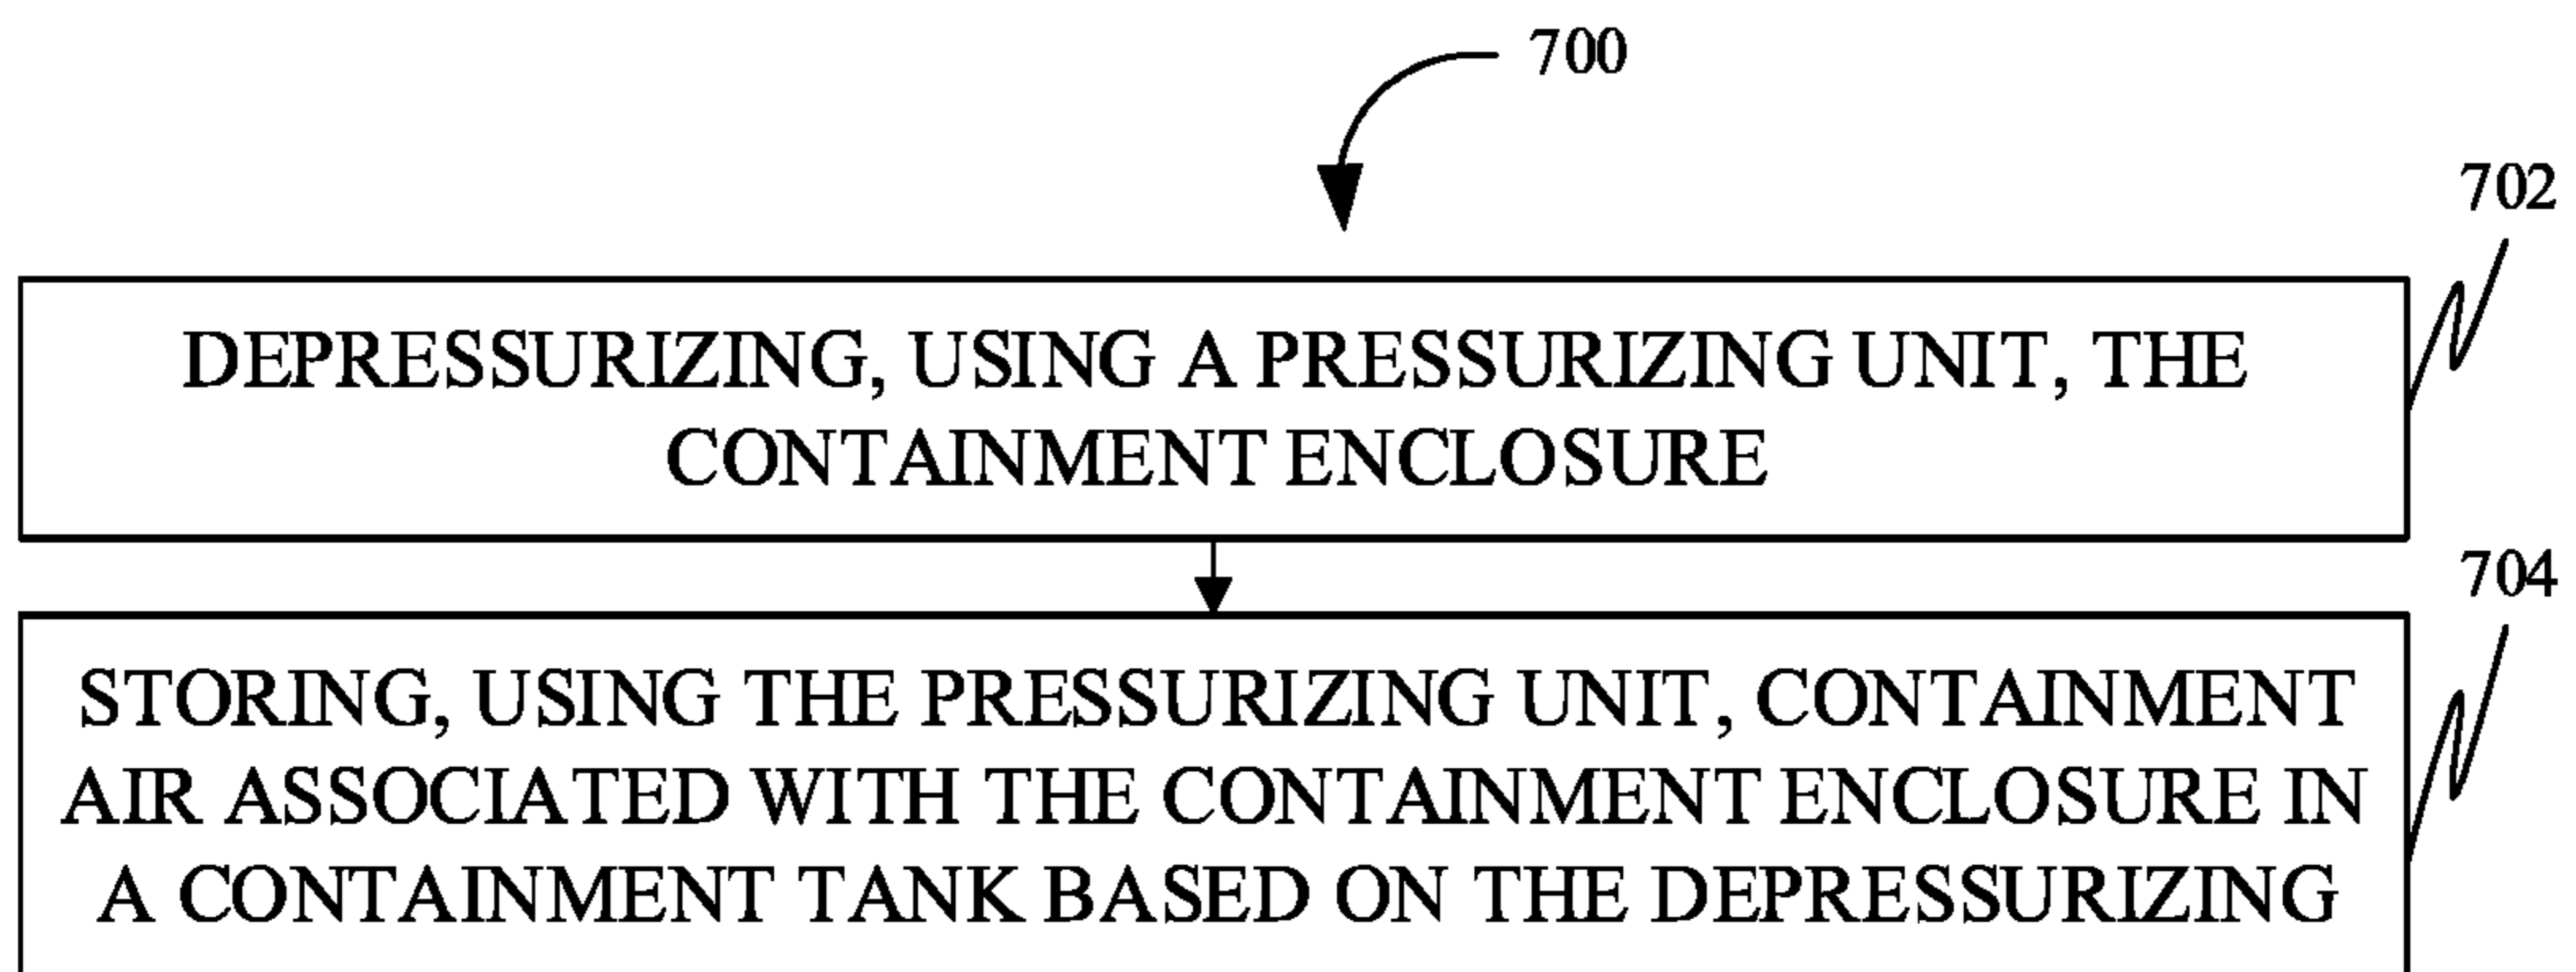 700
702
DEPRESSURIZING, USING A PRESSURIZING UNIT, THE
CONTAINMENT ENCLOSURE
704
STORING, USING THE PRESSURIZING UNIT, CONTAINMENT
AIR ASSOCIATED WITH THE CONTAINMENT ENCLOSURE IN
A CONTAINMENT TANK BASED ON THE DEPRESSURIZING